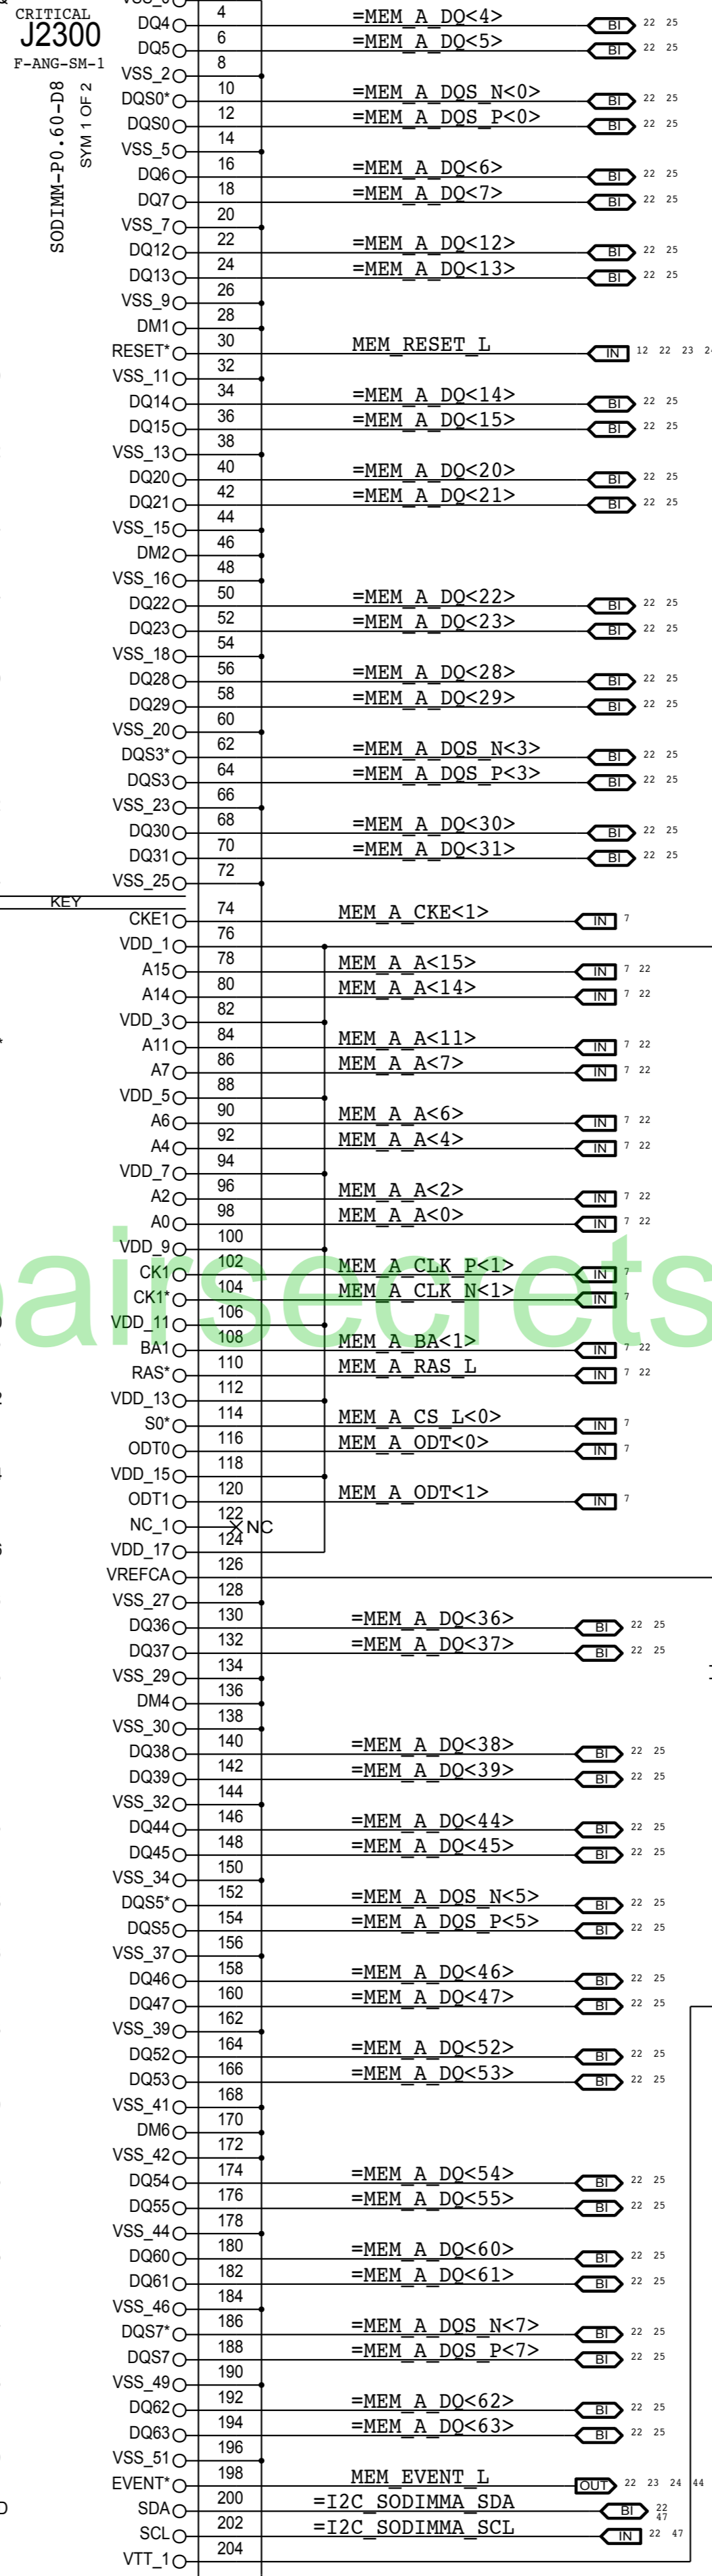 CRITICAL
J2300
F-ANG-SM-1
SODIMM-P0.60-D8
SYM 1 OF 2
DQ4 4 =MEM_A_DQ<4> BI 22 25
DQ5 6 =MEM_A_DQ<5> BI 22 25
VSS_2 8
DQS0* 10 =MEM_A_DQS_N<0> BI 22 25
DQS0 12 =MEM_A_DQS_P<0> BI 22 25
VSS_5 14
DQ6 16 =MEM_A_DQ<6> BI 22 25
DQ7 18 =MEM_A_DQ<7> BI 22 25
VSS_7 20
DQ12 22 =MEM_A_DQ<12> BI 22 25
DQ13 24 =MEM_A_DQ<13> BI 22 25
VSS_9 26
DM1 28
RESET* 30 MEM_RESET_L IN 12 22 23
VSS_11 32
DQ14 34 =MEM_A_DQ<14> BI 22 25
DQ15 36 =MEM_A_DQ<15> BI 22 25
VSS_13 38
DQ20 40 =MEM_A_DQ<20> BI 22 25
DQ21 42 =MEM_A_DQ<21> BI 22 25
VSS_15 44
DM2 46
VSS_16 48
DQ22 50 =MEM_A_DQ<22> BI 22 25
DQ23 52 =MEM_A_DQ<23> BI 22 25
VSS_18 54
DQ28 56 =MEM_A_DQ<28> BI 22 25
DQ29 58 =MEM_A_DQ<29> BI 22 25
VSS_20 60
DQS3* 62 =MEM_A_DQS_N<3> BI 22 25
DQS3 64 =MEM_A_DQS_P<3> BI 22 25
VSS_23 66
DQ30 68 =MEM_A_DQ<30> BI 22 25
DQ31 70 =MEM_A_DQ<31> BI 22 25
VSS_25 72
KEY
CKE1 74 MEM_A_CKE<1> IN 7
VDD_1 76
A15 78 MEM_A_A<15> IN 7 22
A14 80 MEM_A_A<14> IN 7 22
VDD_3 82
A11 84 MEM_A_A<11> IN 7 22
A7 86 MEM_A_A<7> IN 7 22
VDD_5 88
A6 90 MEM_A_A<6> IN 7 22
A4 92 MEM_A_A<4> IN 7 22
VDD_7 94
A2 96 MEM_A_A<2> IN 7 22
A0 98 MEM_A_A<0> IN 7 22
VDD_9 100
CK1 102 MEM_A_CLK_P<1> IN 7
CK1* 104 MEM_A_CLK_N<1> IN 7
airsecrets
VDD_11 106
BA1 108 MEM_A_BA<1> IN 7 22
RAS* 110 MEM_A_RAS_L IN 7 22
VDD_13 112
S0* 114 MEM_A_CS_L<0> IN 7
ODT0 116 MEM_A_ODT<0> IN 7
VDD_15 118
ODT1 120 MEM_A_ODT<1> IN 7
NC_1 122 NC
VDD_17 124
VREFCA 126
VSS_27 128
DQ36 130 =MEM_A_DQ<36> BI 22 25
DQ37 132 =MEM_A_DQ<37> BI 22 25
VSS_29 134
DM4 136
VSS_30 138
DQ38 140 =MEM_A_DQ<38> BI 22 25
DQ39 142 =MEM_A_DQ<39> BI 22 25
VSS_32 144
DQ44 146 =MEM_A_DQ<44> BI 22 25
DQ45 148 =MEM_A_DQ<45> BI 22 25
VSS_34 150
DQS5* 152 =MEM_A_DQS_N<5> BI 22 25
DQS5 154 =MEM_A_DQS_P<5> BI 22 25
VSS_37 156
DQ46 158 =MEM_A_DQ<46> BI 22 25
DQ47 160 =MEM_A_DQ<47> BI 22 25
VSS_39 162
DQ52 164 =MEM_A_DQ<52> BI 22 25
DQ53 166 =MEM_A_DQ<53> BI 22 25
VSS_41 168
DM6 170
VSS_42 172
DQ54 174 =MEM_A_DQ<54> BI 22 25
DQ55 176 =MEM_A_DQ<55> BI 22 25
VSS_44 178
DQ60 180 =MEM_A_DQ<60> BI 22 25
DQ61 182 =MEM_A_DQ<61> BI 22 25
VSS_46 184
DQS7* 186 =MEM_A_DQS_N<7> BI 22 25
DQS7 188 =MEM_A_DQS_P<7> BI 22 25
VSS_49 190
DQ62 192 =MEM_A_DQ<62> BI 22 25
DQ63 194 =MEM_A_DQ<63> BI 22 25
VSS_51 196
EVENT* 198 MEM_EVENT_L OUT 22 23 24 44
SDA 200 =I2C_SODIMMA_SDA BI 22 47
SCL 202 =I2C_SODIMMA_SCL IN 22 47
VTT_1 204